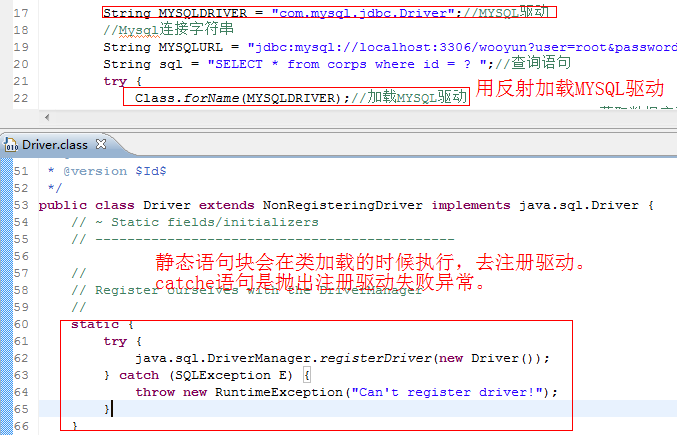 17 String MYSQLDRIVER = "com.mysql.jdbc.Driver";//MYSQL驱动
18 //Mysql连接字符串
19 String MYSQLURL = "jdbc:mysql://localhost:3306/wooyun?user=root&password
20 String sql = "SELECT * from corps where id = ? ";//查询语句
21 try {
22 Class.forName(MYSQLDRIVER);//加载MYSQL驱动
用反射加载MYSQL驱动
Driver.class
51 * @version $Id$
52 */
53 public class Driver extends NonRegisteringDriver implements java.sql.Driver {
54 // ~ Static fields/initializers
55 // ---------------------------------------------
56
静态语句块会在类加载的时候执行，去注册驱动。
57 //
catche语句是抛出注册驱动失败异常。
58 // Register ourselves with the DriverManager
59 //
60 static {
61 try {
62 java.sql.DriverManager.registerDriver(new Driver());
63 } catch (SQLException E) {
64 throw new RuntimeException("Can't register driver!");
65 }
66 }